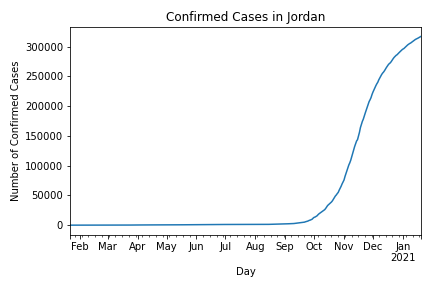 Confirmed Cases in Jordan
300000
250000
200000
150000
100000
50000
0
Number of Confirmed Cases
Feb Mar Apr May Jun Jul Aug Sep Oct Nov Dec Jan
2021
Day